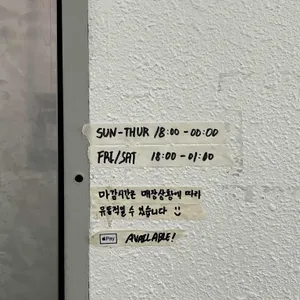 SUN-THUR 18:00 - 00:00
FRI/SAT 18:00 - 01:00
마감시간은 매장상황에 따라
유동적일 수 있습니다 :)
Pay AVAILABLE!